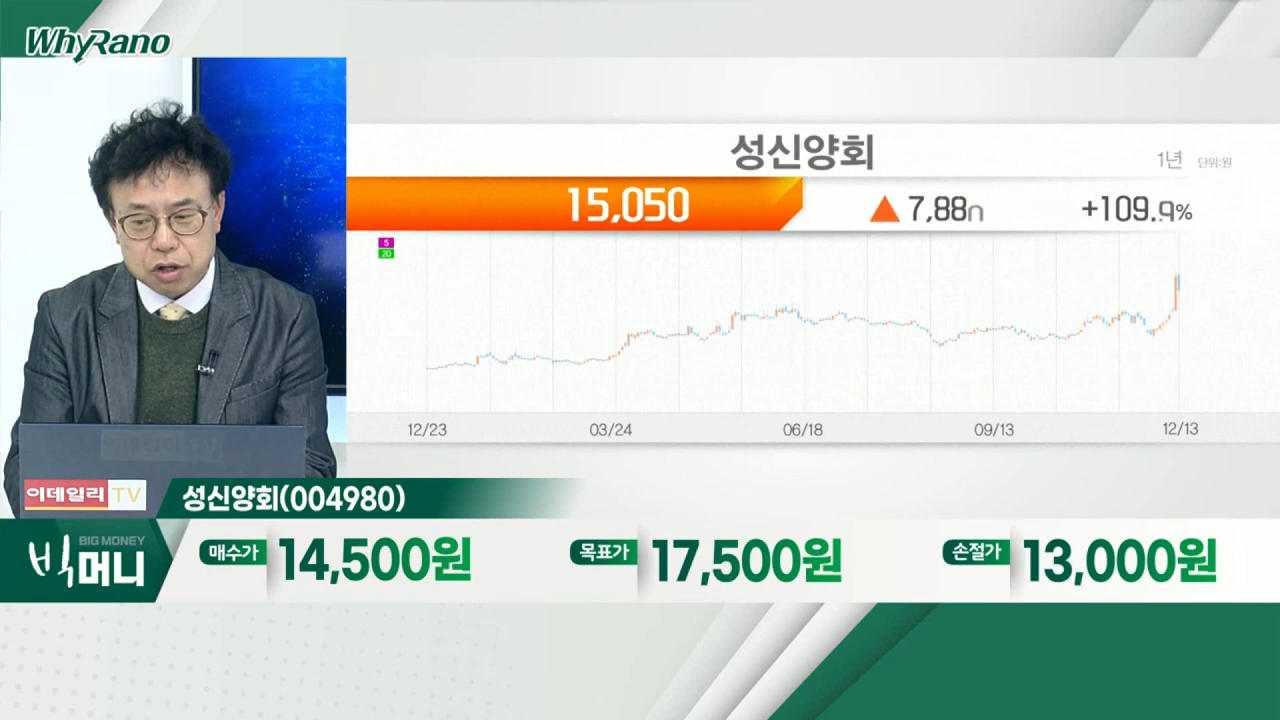 WhyRano
성신양회
1년 단위:원
15,050
▲ 7,88
+109.9%
5
20
12/23 03/24 06/18 09/13 12/13
이데일리 TV
성신양회(004980)
BIG MONEY
빅머니
매수가 14,500원
목표가 17,500원
손절가 13,000원